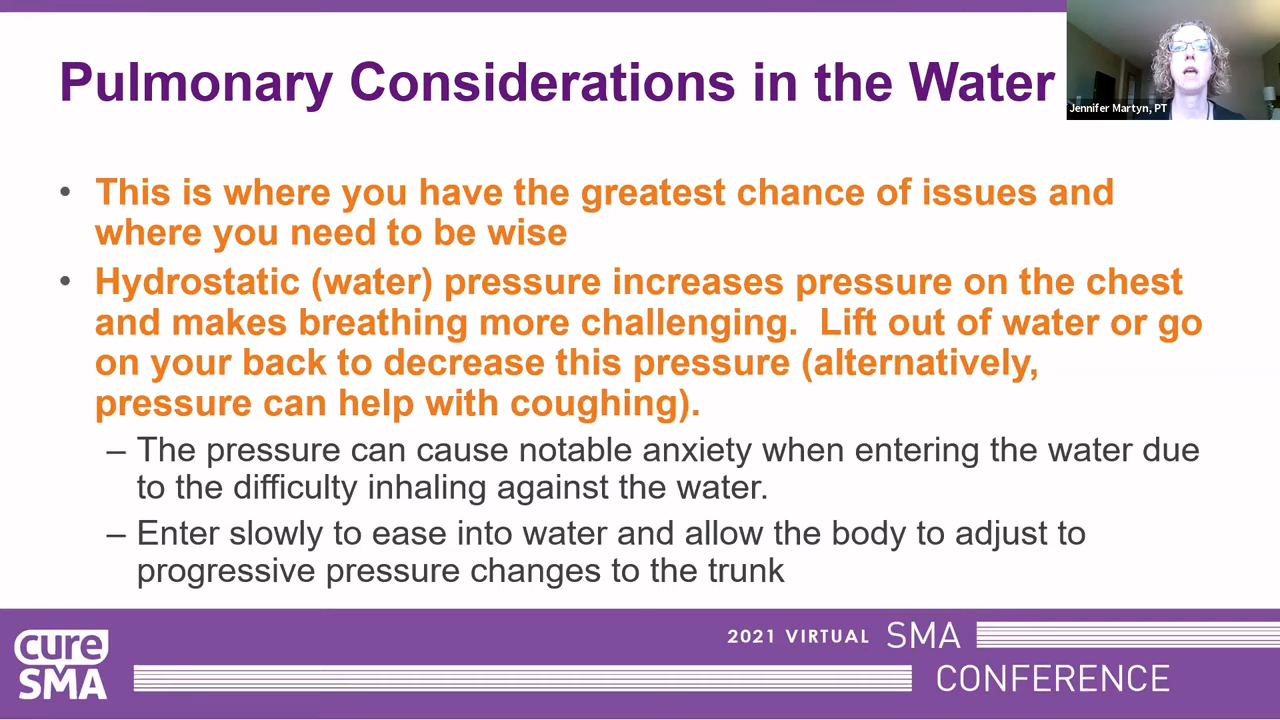 Pulmonary Considerations in the Water
Jennifer Martyn, PT
• This is where you have the greatest chance of issues and
where you need to be wise
• Hydrostatic (water) pressure increases pressure on the chest
and makes breathing more challenging.  Lift out of water or go
on your back to decrease this pressure (alternatively,
pressure can help with coughing).
– The pressure can cause notable anxiety when entering the water due
to the difficulty inhaling against the water.
– Enter slowly to ease into water and allow the body to adjust to
progressive pressure changes to the trunk
cure
SMA
2021 VIRTUAL SMA
CONFERENCE